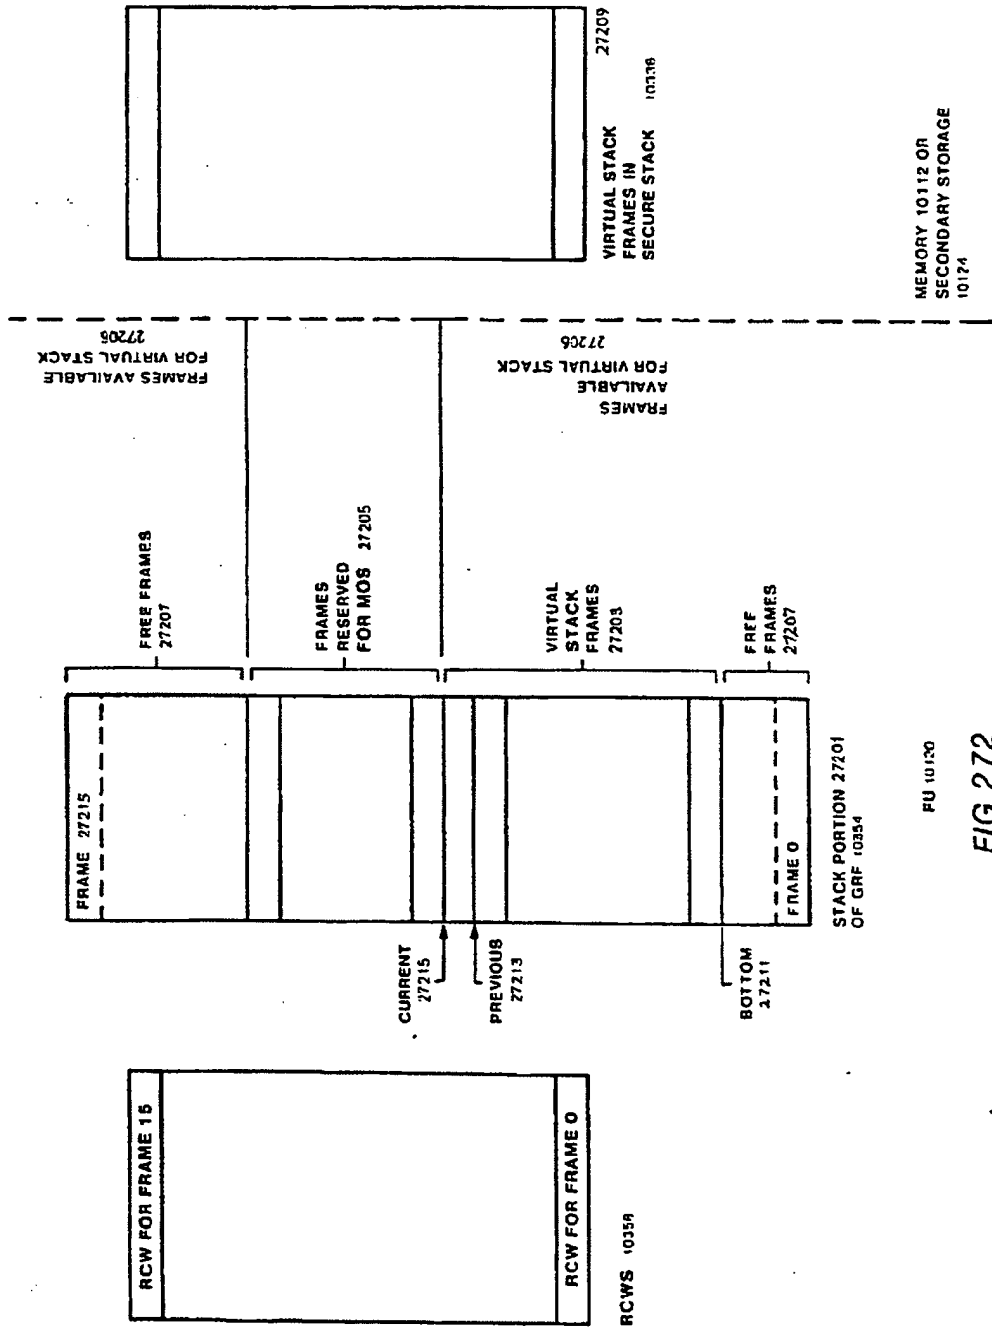 RCW FOR FRAME 15
RCW FOR FRAME 0
RCWS 10358
FRAME 27215
CURRENT
27215
PREVIOUS
27213
BOTTOM
27211
FRAME 0
STACK PORTION 27201
OF GRF 10354
FREE FRAMES
27207
FRAMES
RESERVED
FOR MOS 27205
VIRTUAL
STACK
FRAMES
27203
FREE
FRAMES
27207
FRAMES AVAILABLE
FOR VIRTUAL STACK
27206
FRAMES
AVAILABLE
FOR VIRTUAL STACK
27206
27209
VIRTUAL STACK
FRAMES IN
SECURE STACK 10336
FU 10120
MEMORY 10112 OR
SECONDARY STORAGE
10124
FIG 272